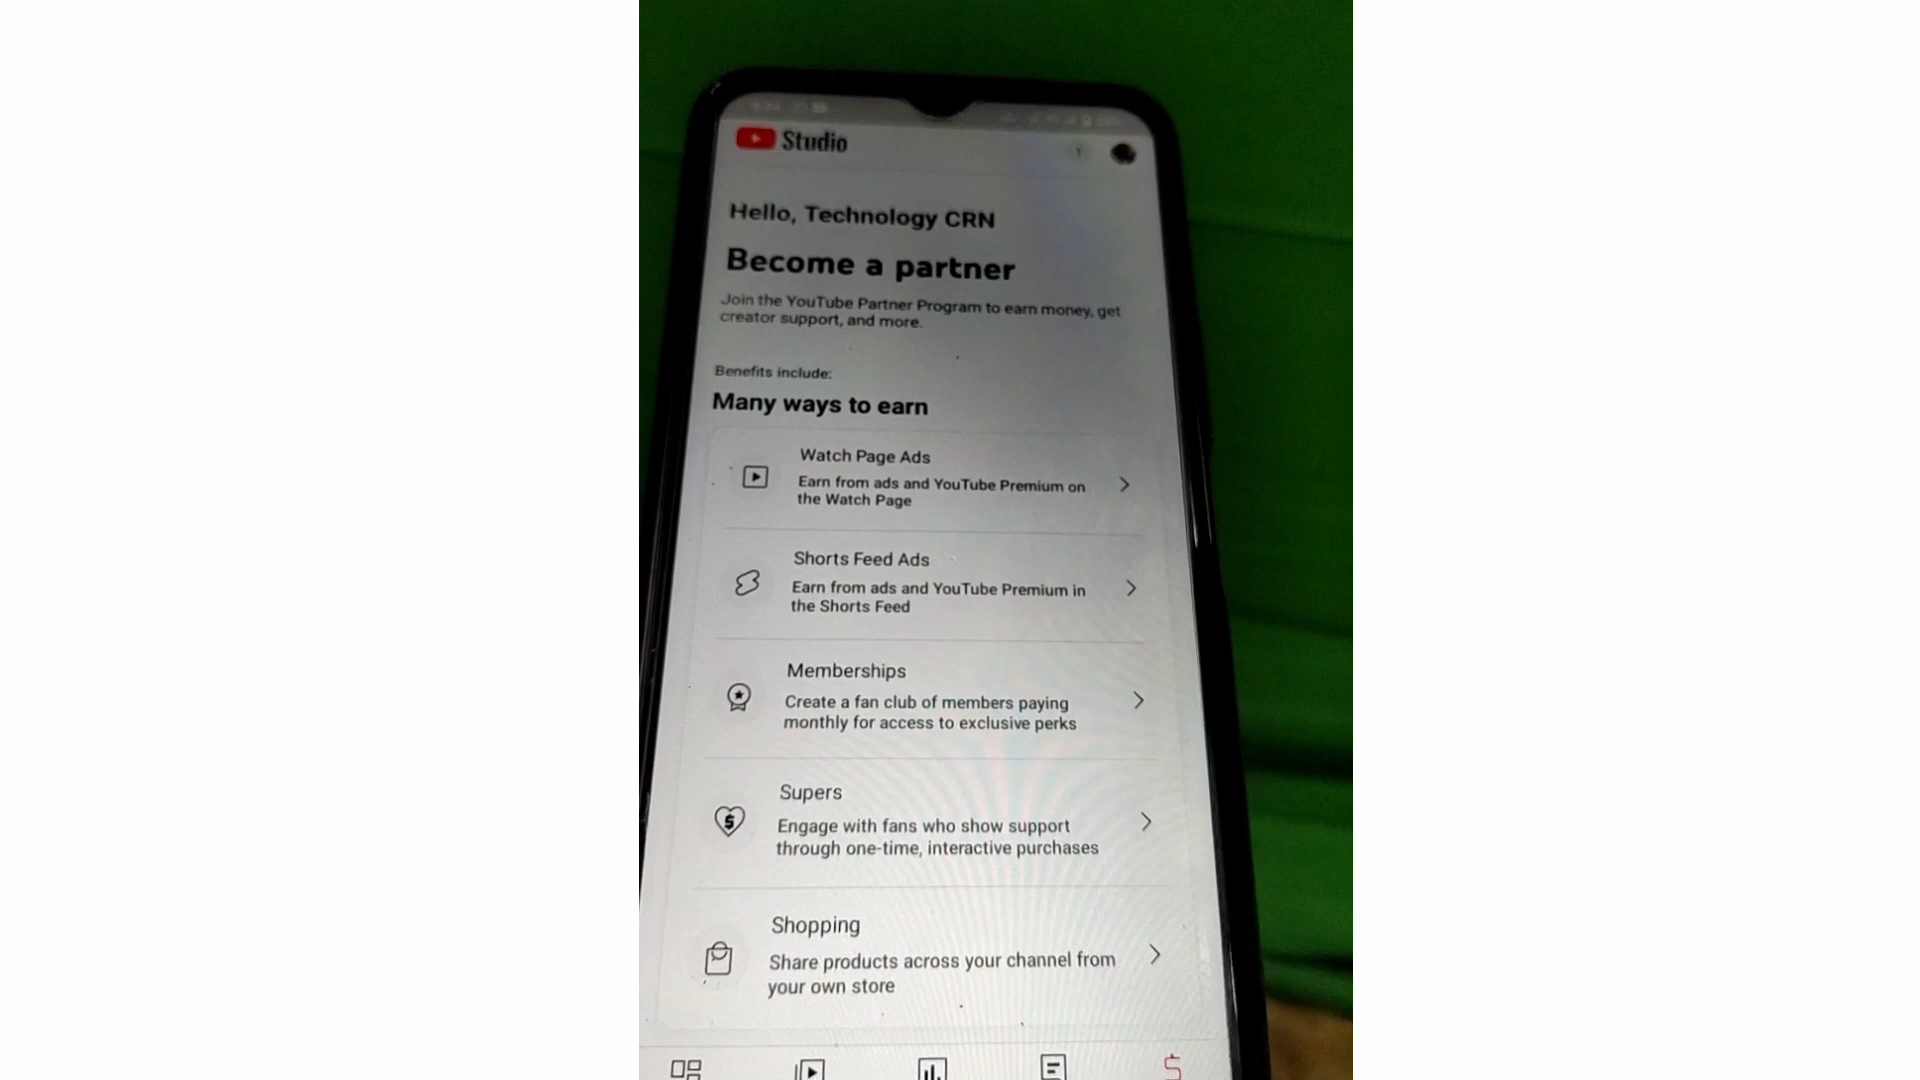 Studio
Hello, Technology CRN
Become a partner
Join the YouTube Partner Program to earn money, get
creator support, and more.
Benefits include:
Many ways to earn
Watch Page Ads
Earn from ads and YouTube Premium on
the Watch Page
Shorts Feed Ads
Earn from ads and YouTube Premium in
the Shorts Feed
Memberships
Create a fan club of members paying
monthly for access to exclusive perks
Supers
Engage with fans who show support
through one-time, interactive purchases
Shopping
Share products across your channel from
your own store